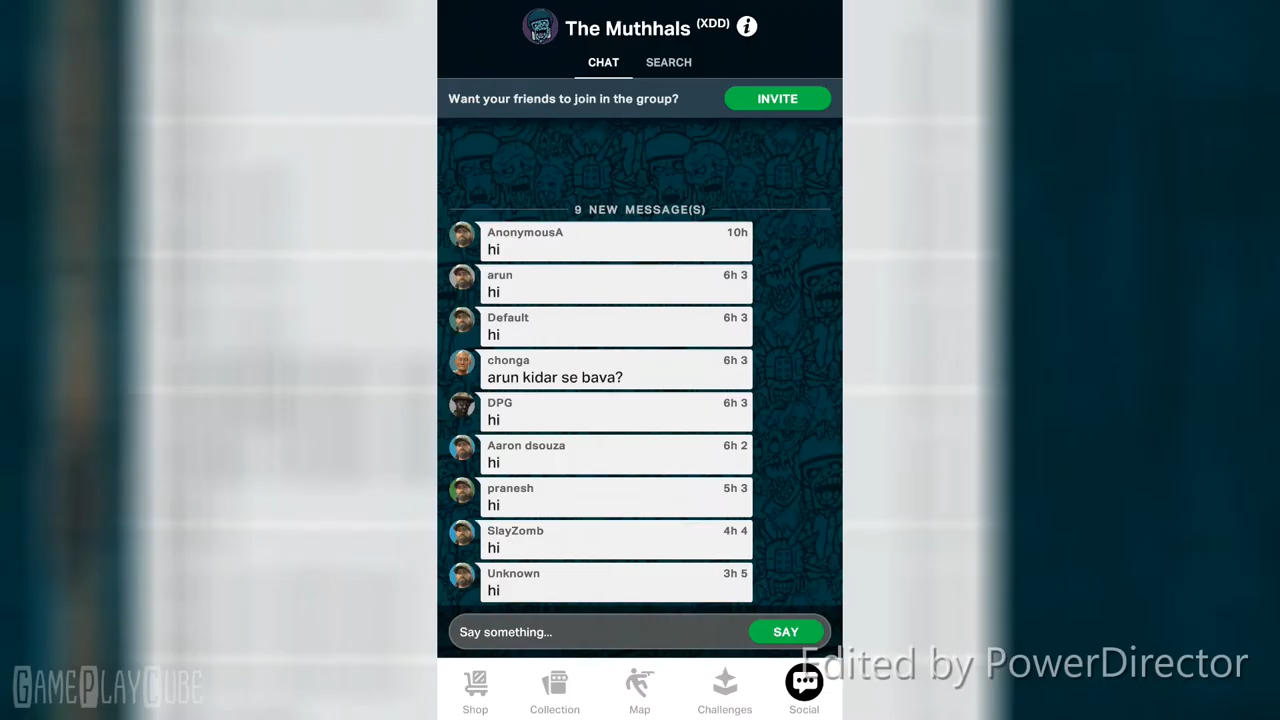 The Muthhals (XDD) i
CHAT SEARCH
Want your friends to join in the group? INVITE
9 NEW MESSAGE(S)
AnonymousA 10h
hi
arun 6h 3
hi
Default 6h 3
hi
chonga 6h 3
arun kidar se bava?
DPG 6h 3
hi
Aaron dsouza 6h 2
hi
pranesh 5h 3
hi
SlayZomb 4h 4
hi
Unknown 3h 5
hi
Say something... SAY
Edited by PowerDirector
GAMEPLAYCUBE
Shop Collection Map Challenges Social